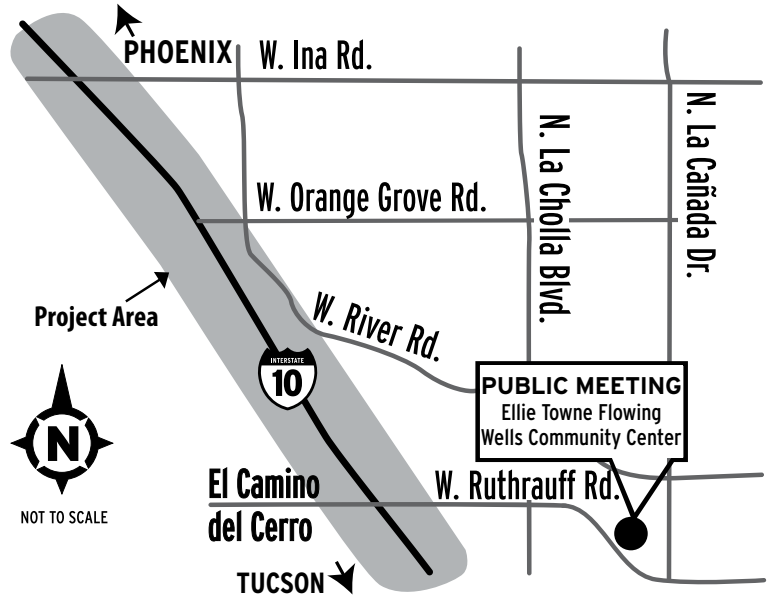 PHOENIX
W. Ina Rd.
N. La Cholla Blvd.
N. La Cañada Dr.
W. Orange Grove Rd.
Project Area
W. River Rd.
INTERSTATE
10
PUBLIC MEETING
Ellie Towne Flowing
Wells Community Center
N
NOT TO SCALE
El Camino
del Cerro
W. Ruthrauff Rd.
TUCSON